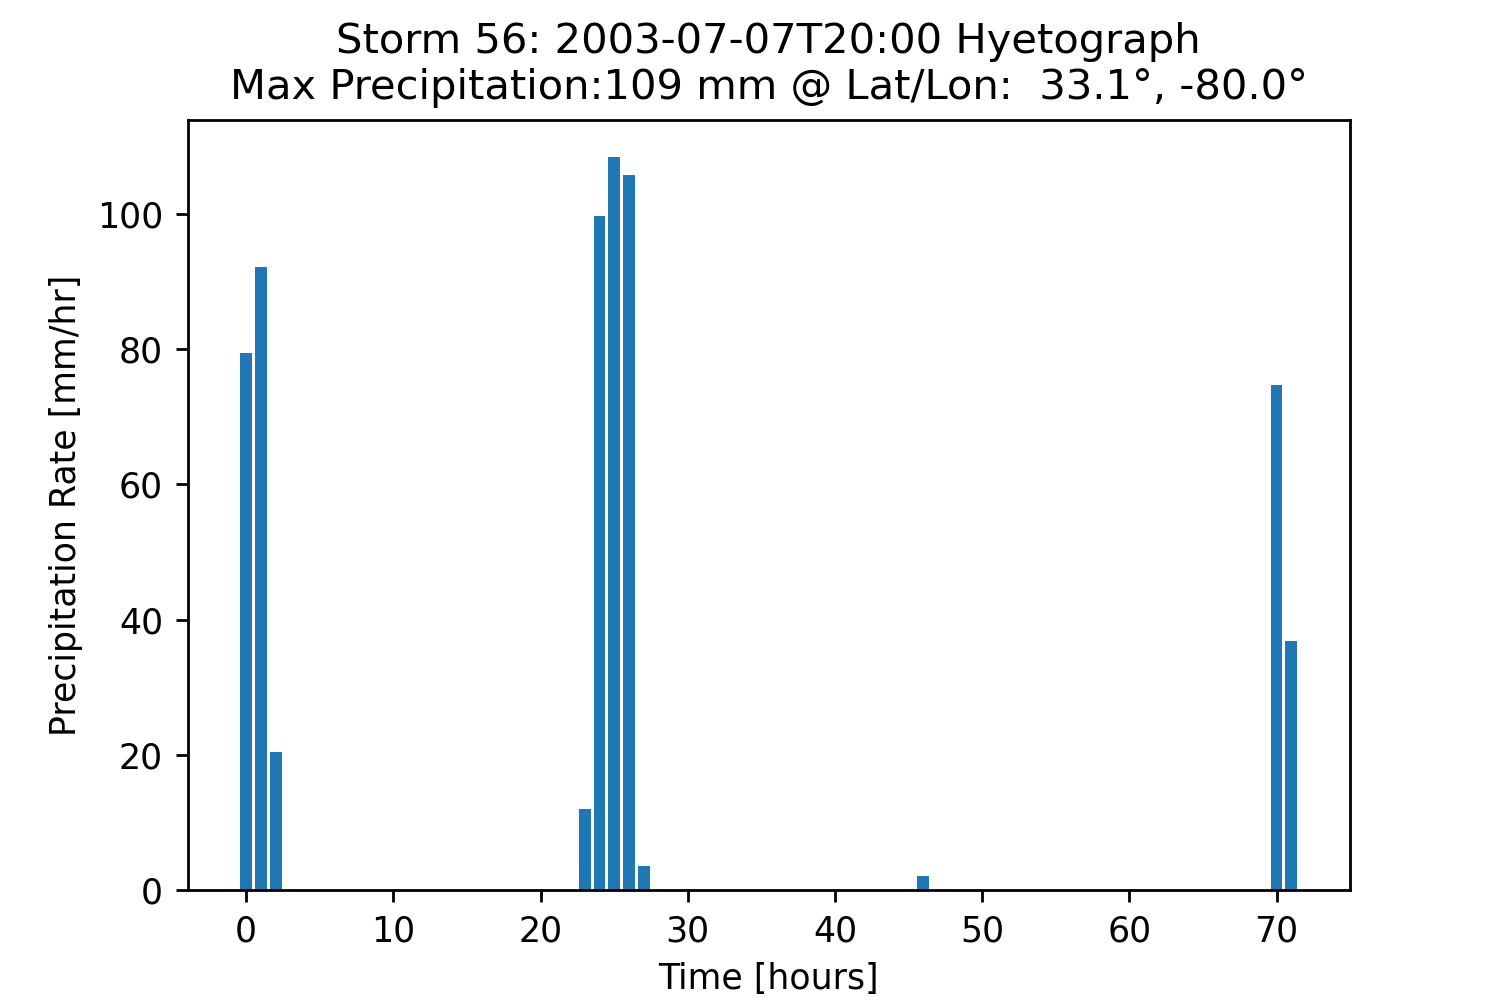 Storm 56: 2003-07-07T20:00 Hyetograph
Max Precipitation:109 mm @ Lat/Lon:  33.1°, -80.0°
Precipitation Rate [mm/hr]
100
80
60
40
20
0
0 10 20 30 40 50 60 70
Time [hours]